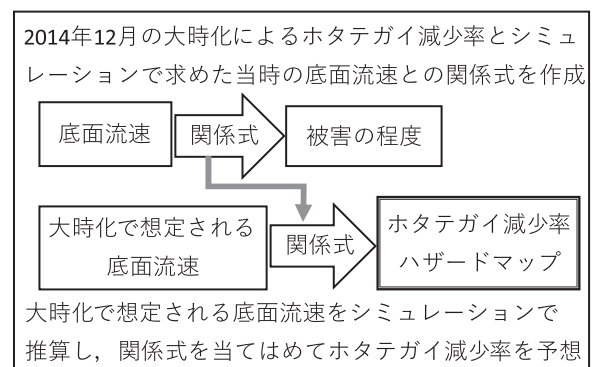 2014年12月の大時化によるホタテガイ減少率とシミュ
レーションで求めた当時の底面流速との関係式を作成
底面流速
関係式
被害の程度
大時化で想定される
底面流速
関係式
ホタテガイ減少率
ハザードマップ
大時化で想定される底面流速をシミュレーションで
推算し，関係式を当てはめてホタテガイ減少率を予想